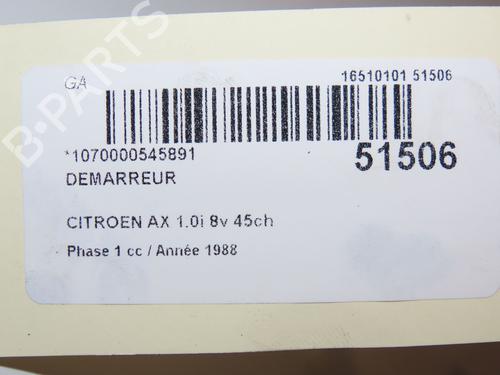 GA 16510101 51506
*1070000545891 51506
DEMARREUR
CITROEN AX 1.0i 8v 45ch
Phase 1 cc / Année 1988
B-PARTS